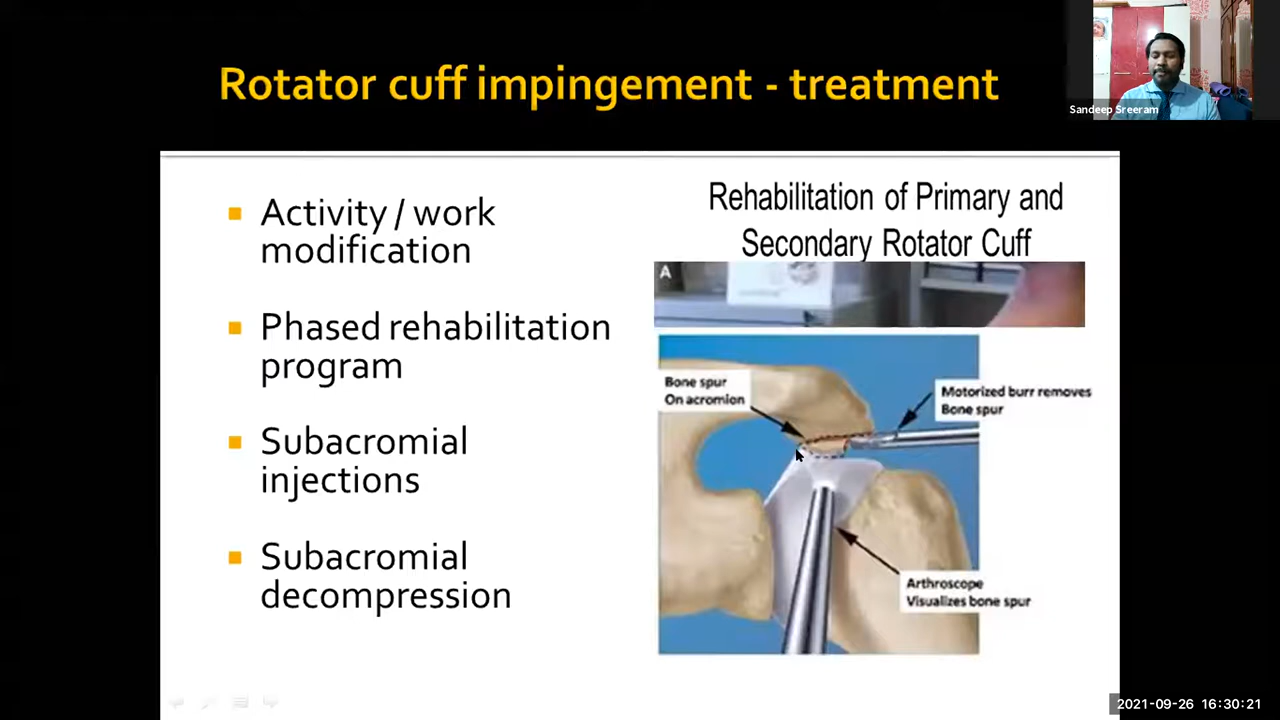 Rotator cuff impingement - treatment
Sandeep Sreeram
Activity / work
modification
Phased rehabilitation
program
Subacromial
injections
Subacromial
decompression
Rehabilitation of Primary and
Secondary Rotator Cuff
A
Bone spur
On acromion
Motorized burr removes
Bone spur
Arthroscope
Visualizes bone spur
2021-09-26 16:30:21